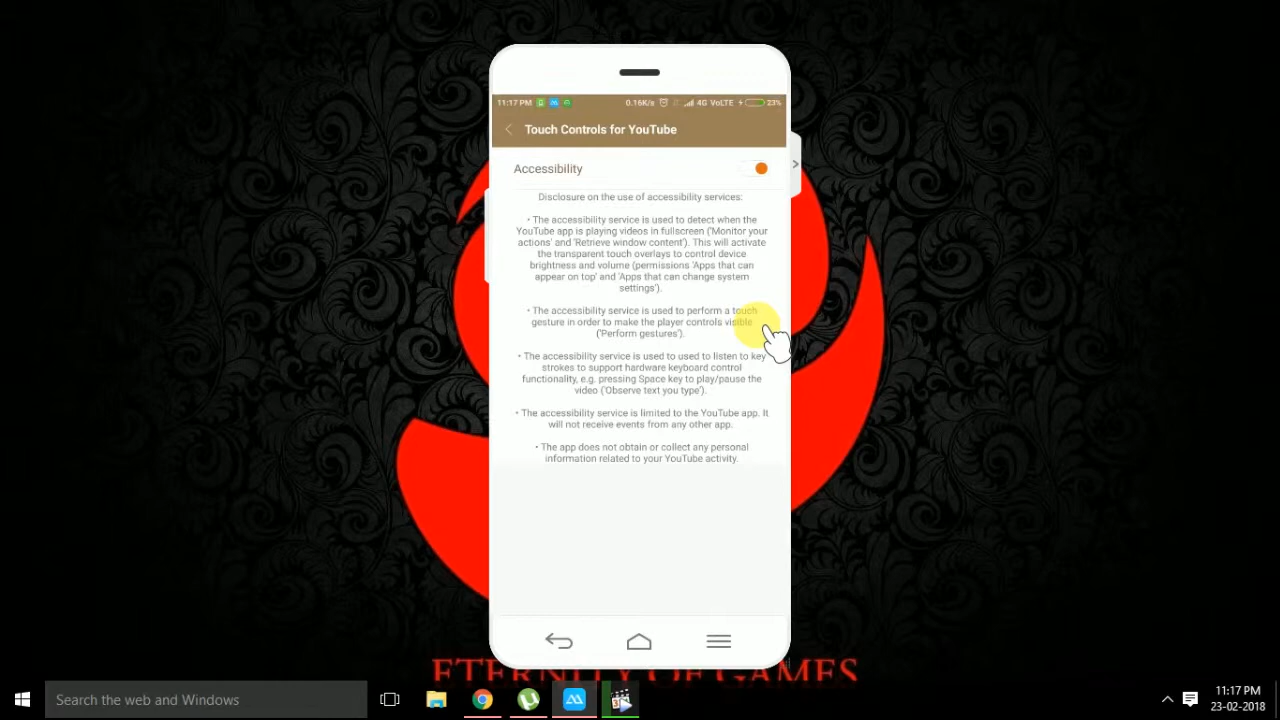 11:17 PM
0.16K/s
4G VoLTE
23%
Touch Controls for YouTube
Accessibility
Disclosure on the use of accessibility services:
• The accessibility service is used to detect when the
YouTube app is playing videos in fullscreen ('Monitor your
actions' and 'Retrieve window content'). This will activate
the transparent touch overlays to control device
brightness and volume (permissions 'Apps that can
appear on top' and 'Apps that can change system
settings').
• The accessibility service is used to perform a touch
gesture in order to make the player controls visible
('Perform gestures').
• The accessibility service is used to used to listen to key
strokes to support hardware keyboard control
functionality, e.g. pressing Space key to play/pause the
video ('Observe text you type').
• The accessibility service is limited to the YouTube app. It
will not receive events from any other app.
• The app does not obtain or collect any personal
information related to your YouTube activity.
ETERNITY OF GAMES
Search the web and Windows
11:17 PM
23-02-2018